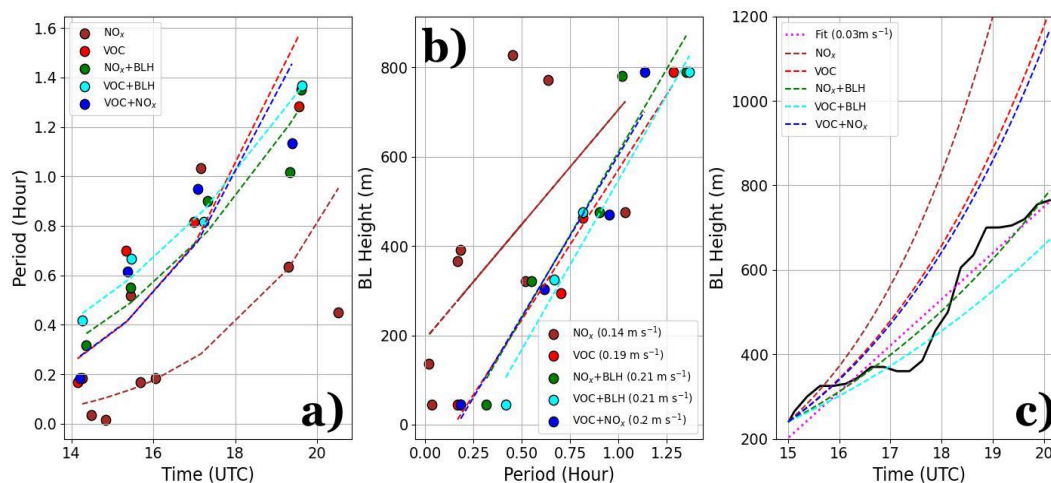 1.6
1.4
1.2
1.0
0.8
0.6
0.4
0.2
0.0
Period (Hour)
NOx
VOC
NOx+BLH
VOC+BLH
VOC+NOx
a)
14
16
18
20
Time (UTC)
800
600
400
200
0
BL Height (m)
b)
NOx (0.14 m s⁻¹)
VOC (0.19 m s⁻¹)
NOx+BLH (0.21 m s⁻¹)
VOC+BLH (0.21 m s⁻¹)
VOC+NOx (0.2 m s⁻¹)
0.00
0.25
0.50
0.75
1.00
1.25
Period (Hour)
1200
1000
800
600
400
200
BL Height (m)
Fit (0.03m s⁻¹)
NOx
VOC
NOx+BLH
VOC+BLH
VOC+NOx
c)
15
16
17
18
19
20
Time (UTC)